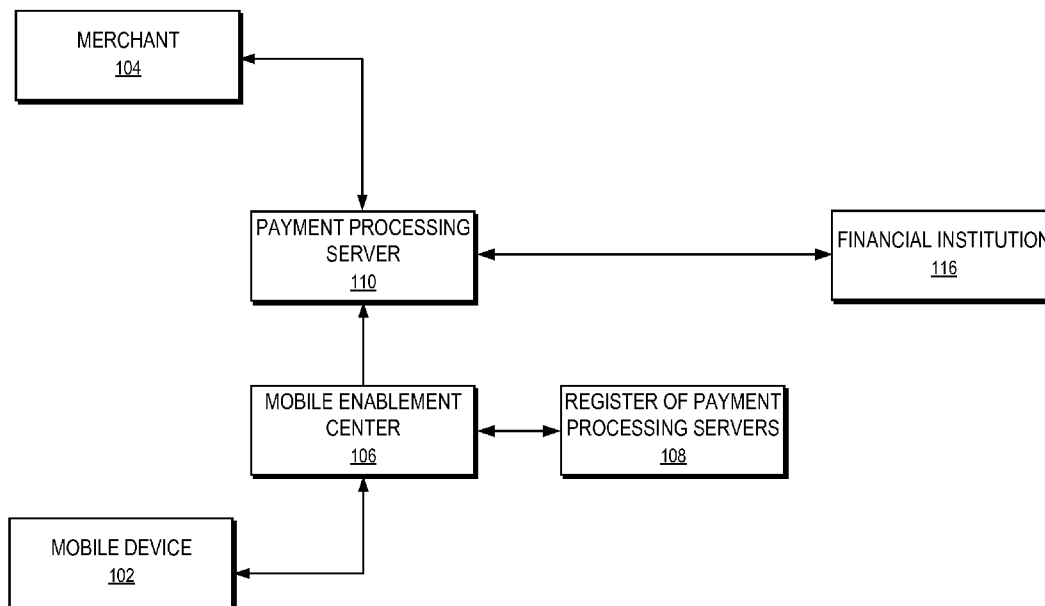 MERCHANT
104
PAYMENT PROCESSING
SERVER
110
FINANCIAL INSTITUTION
116
MOBILE ENABLEMENT
CENTER
106
REGISTER OF PAYMENT
PROCESSING SERVERS
108
MOBILE DEVICE
102